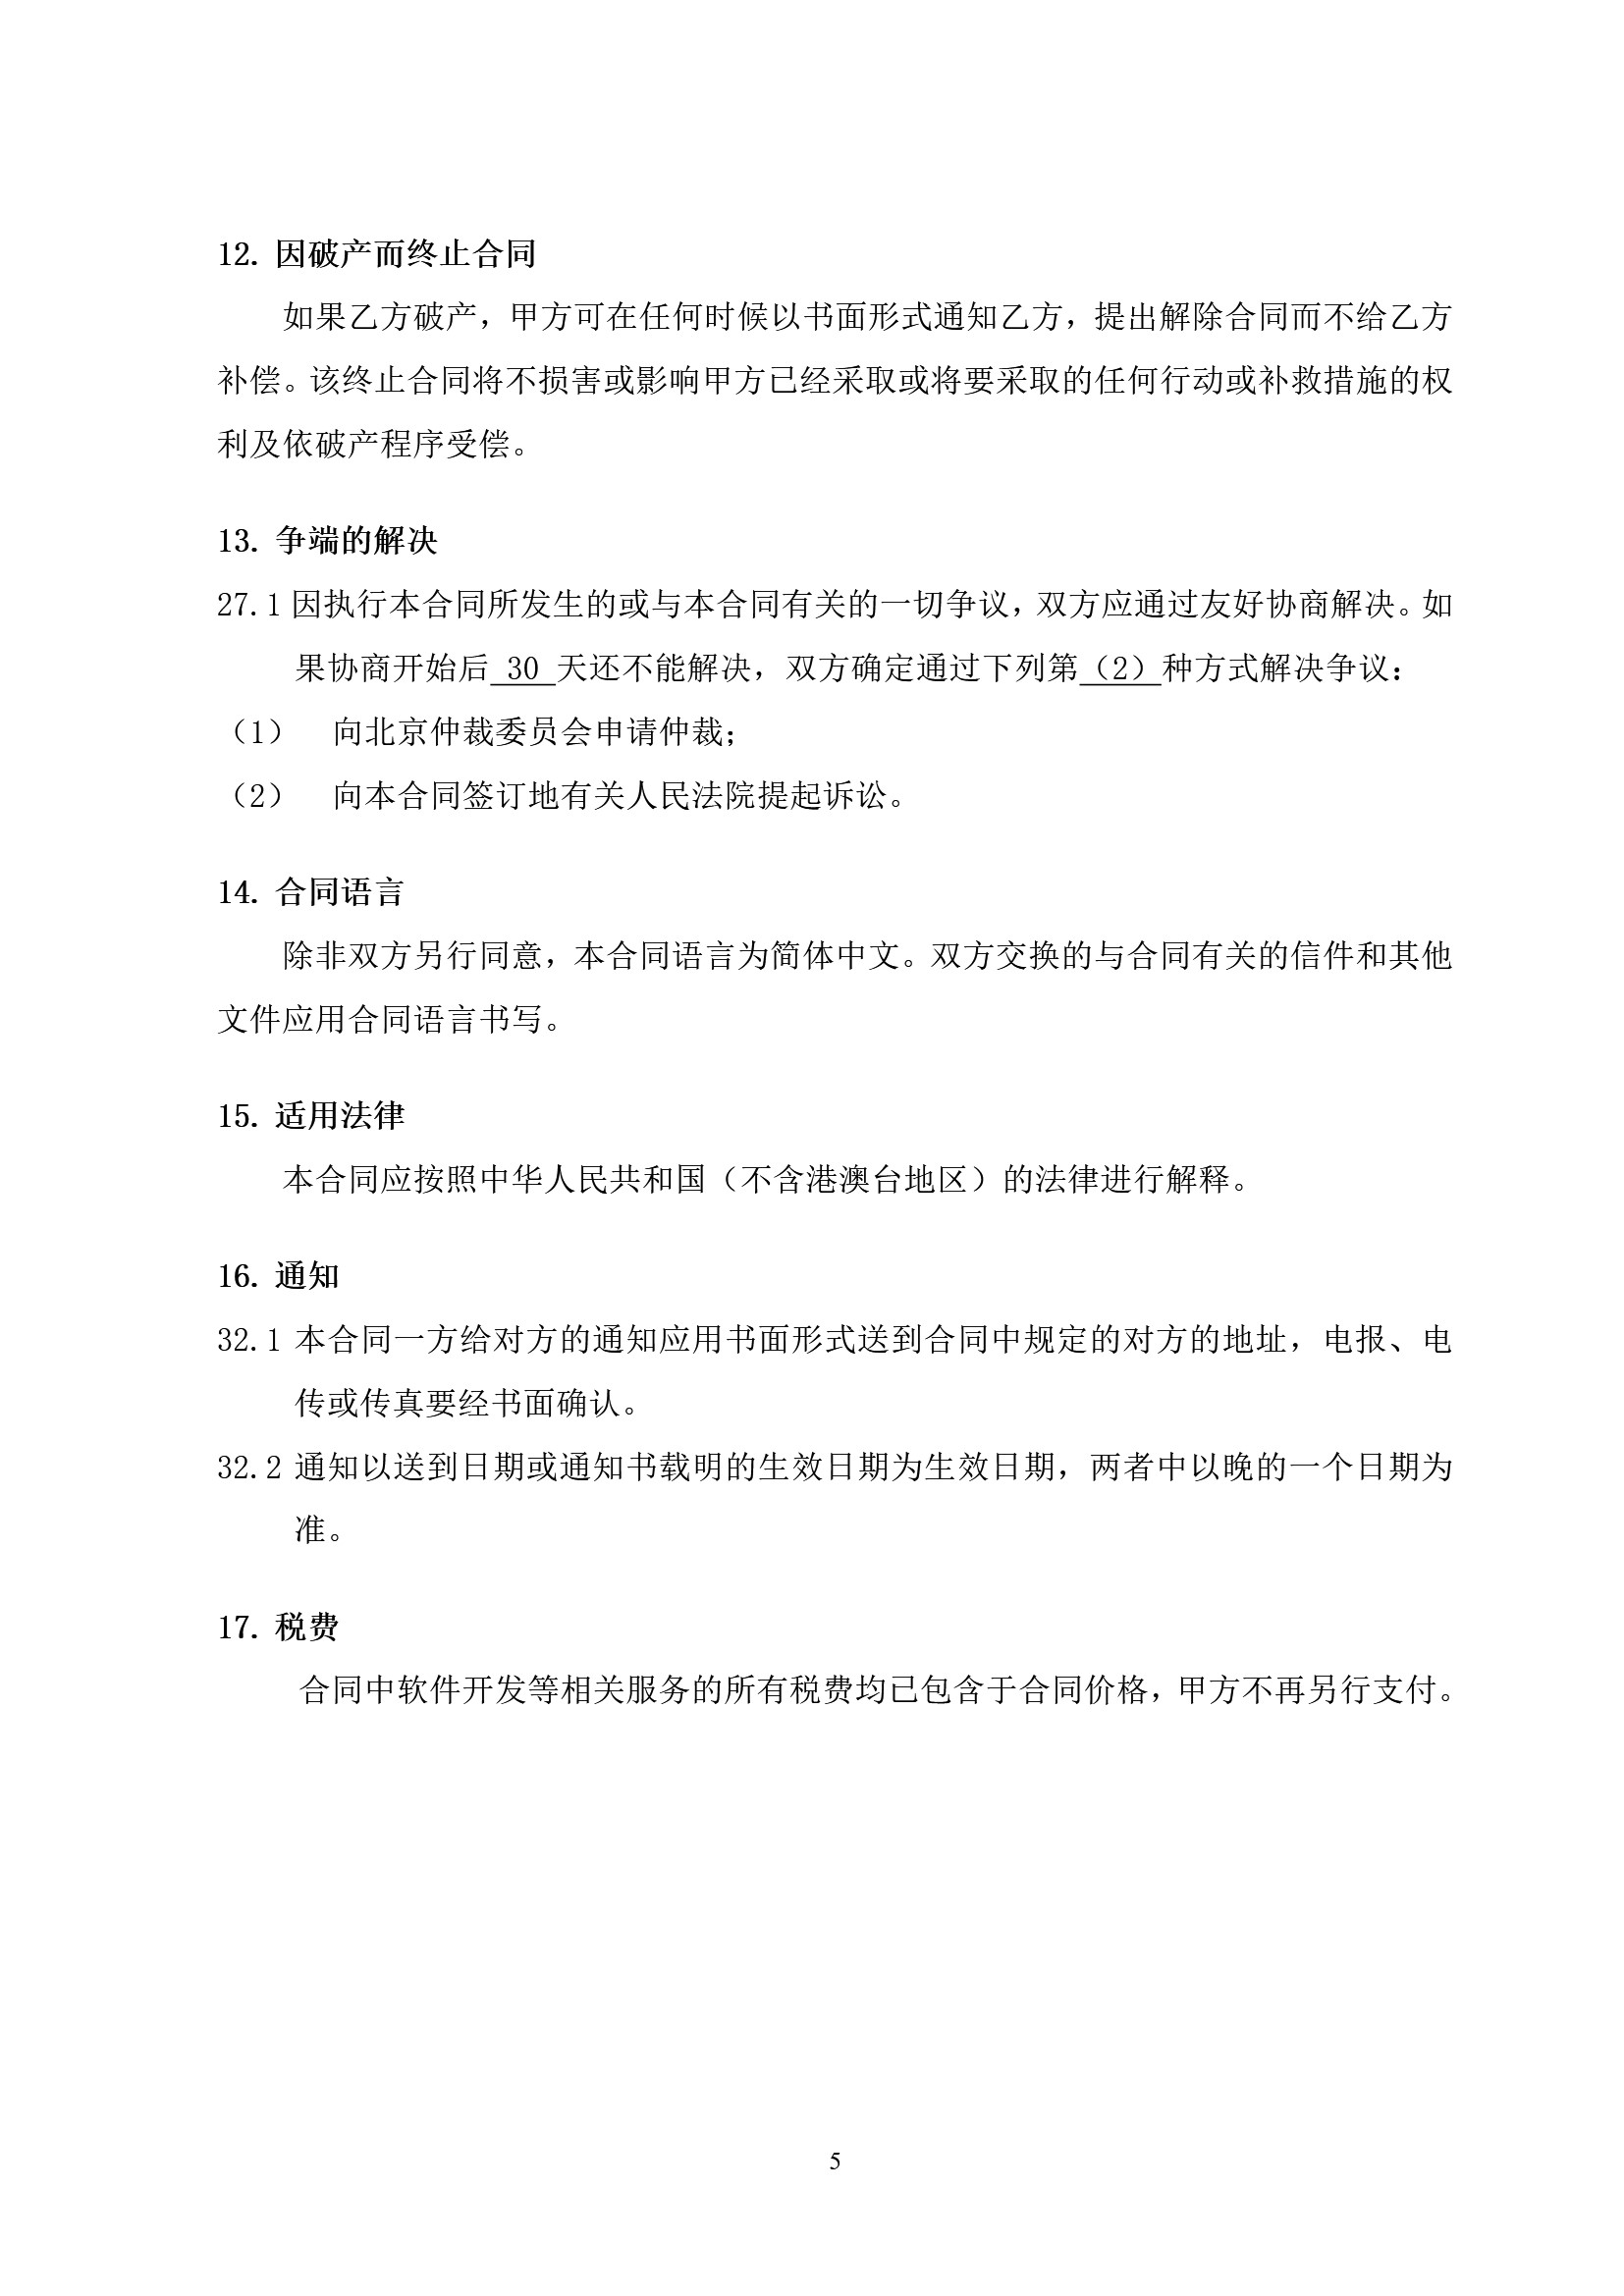 12. 因破产而终止合同
如果乙方破产，甲方可在任何时候以书面形式通知乙方，提出解除合同而不给乙方
补偿。该终止合同将不损害或影响甲方已经采取或将要采取的任何行动或补救措施的权
利及依破产程序受偿。
13. 争端的解决
27.1 因执行本合同所发生的或与本合同有关的一切争议，双方应通过友好协商解决。如
果协商开始后 30 天还不能解决，双方确定通过下列第（2）种方式解决争议：
（1） 向北京仲裁委员会申请仲裁；
（2） 向本合同签订地有关人民法院提起诉讼。
14. 合同语言
除非双方另行同意，本合同语言为简体中文。双方交换的与合同有关的信件和其他
文件应用合同语言书写。
15. 适用法律
本合同应按照中华人民共和国（不含港澳台地区）的法律进行解释。
16. 通知
32.1 本合同一方给对方的通知应用书面形式送到合同中规定的对方的地址，电报、电
传或传真要经书面确认。
32.2 通知以送到日期或通知书载明的生效日期为生效日期，两者中以晚的一个日期为
准。
17. 税费
合同中软件开发等相关服务的所有税费均已包含于合同价格，甲方不再另行支付。
5